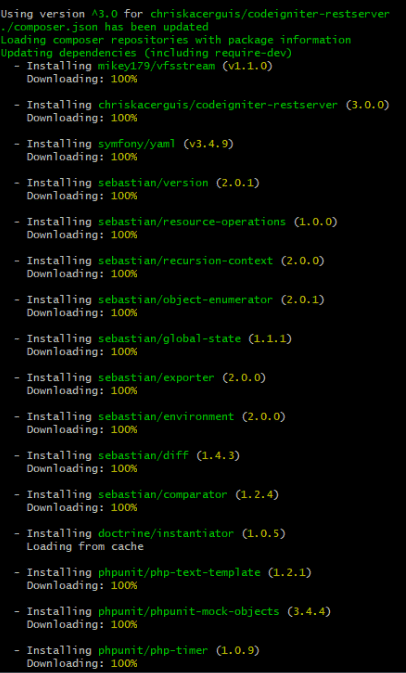 Using version ^3.0 for chriskacerguis/codeigniter-restserver
./composer.json has been updated
Loading composer repositories with package information
Updating dependencies (including require-dev)
- Installing mikey179/vfsstream (v1.1.0)
Downloading: 100%
- Installing chriskacerguis/codeigniter-restserver (3.0.0)
Downloading: 100%
- Installing symfony/yaml (v3.4.9)
Downloading: 100%
- Installing sebastian/version (2.0.1)
Downloading: 100%
- Installing sebastian/resource-operations (1.0.0)
Downloading: 100%
- Installing sebastian/recursion-context (2.0.0)
Downloading: 100%
- Installing sebastian/object-enumerator (2.0.1)
Downloading: 100%
- Installing sebastian/global-state (1.1.1)
Downloading: 100%
- Installing sebastian/exporter (2.0.0)
Downloading: 100%
- Installing sebastian/environment (2.0.0)
Downloading: 100%
- Installing sebastian/diff (1.4.3)
Downloading: 100%
- Installing sebastian/comparator (1.2.4)
Downloading: 100%
- Installing doctrine/instantiator (1.0.5)
Loading from cache
- Installing phpunit/php-text-template (1.2.1)
Downloading: 100%
- Installing phpunit/phpunit-mock-objects (3.4.4)
Downloading: 100%
- Installing phpunit/php-timer (1.0.9)
Downloading: 100%